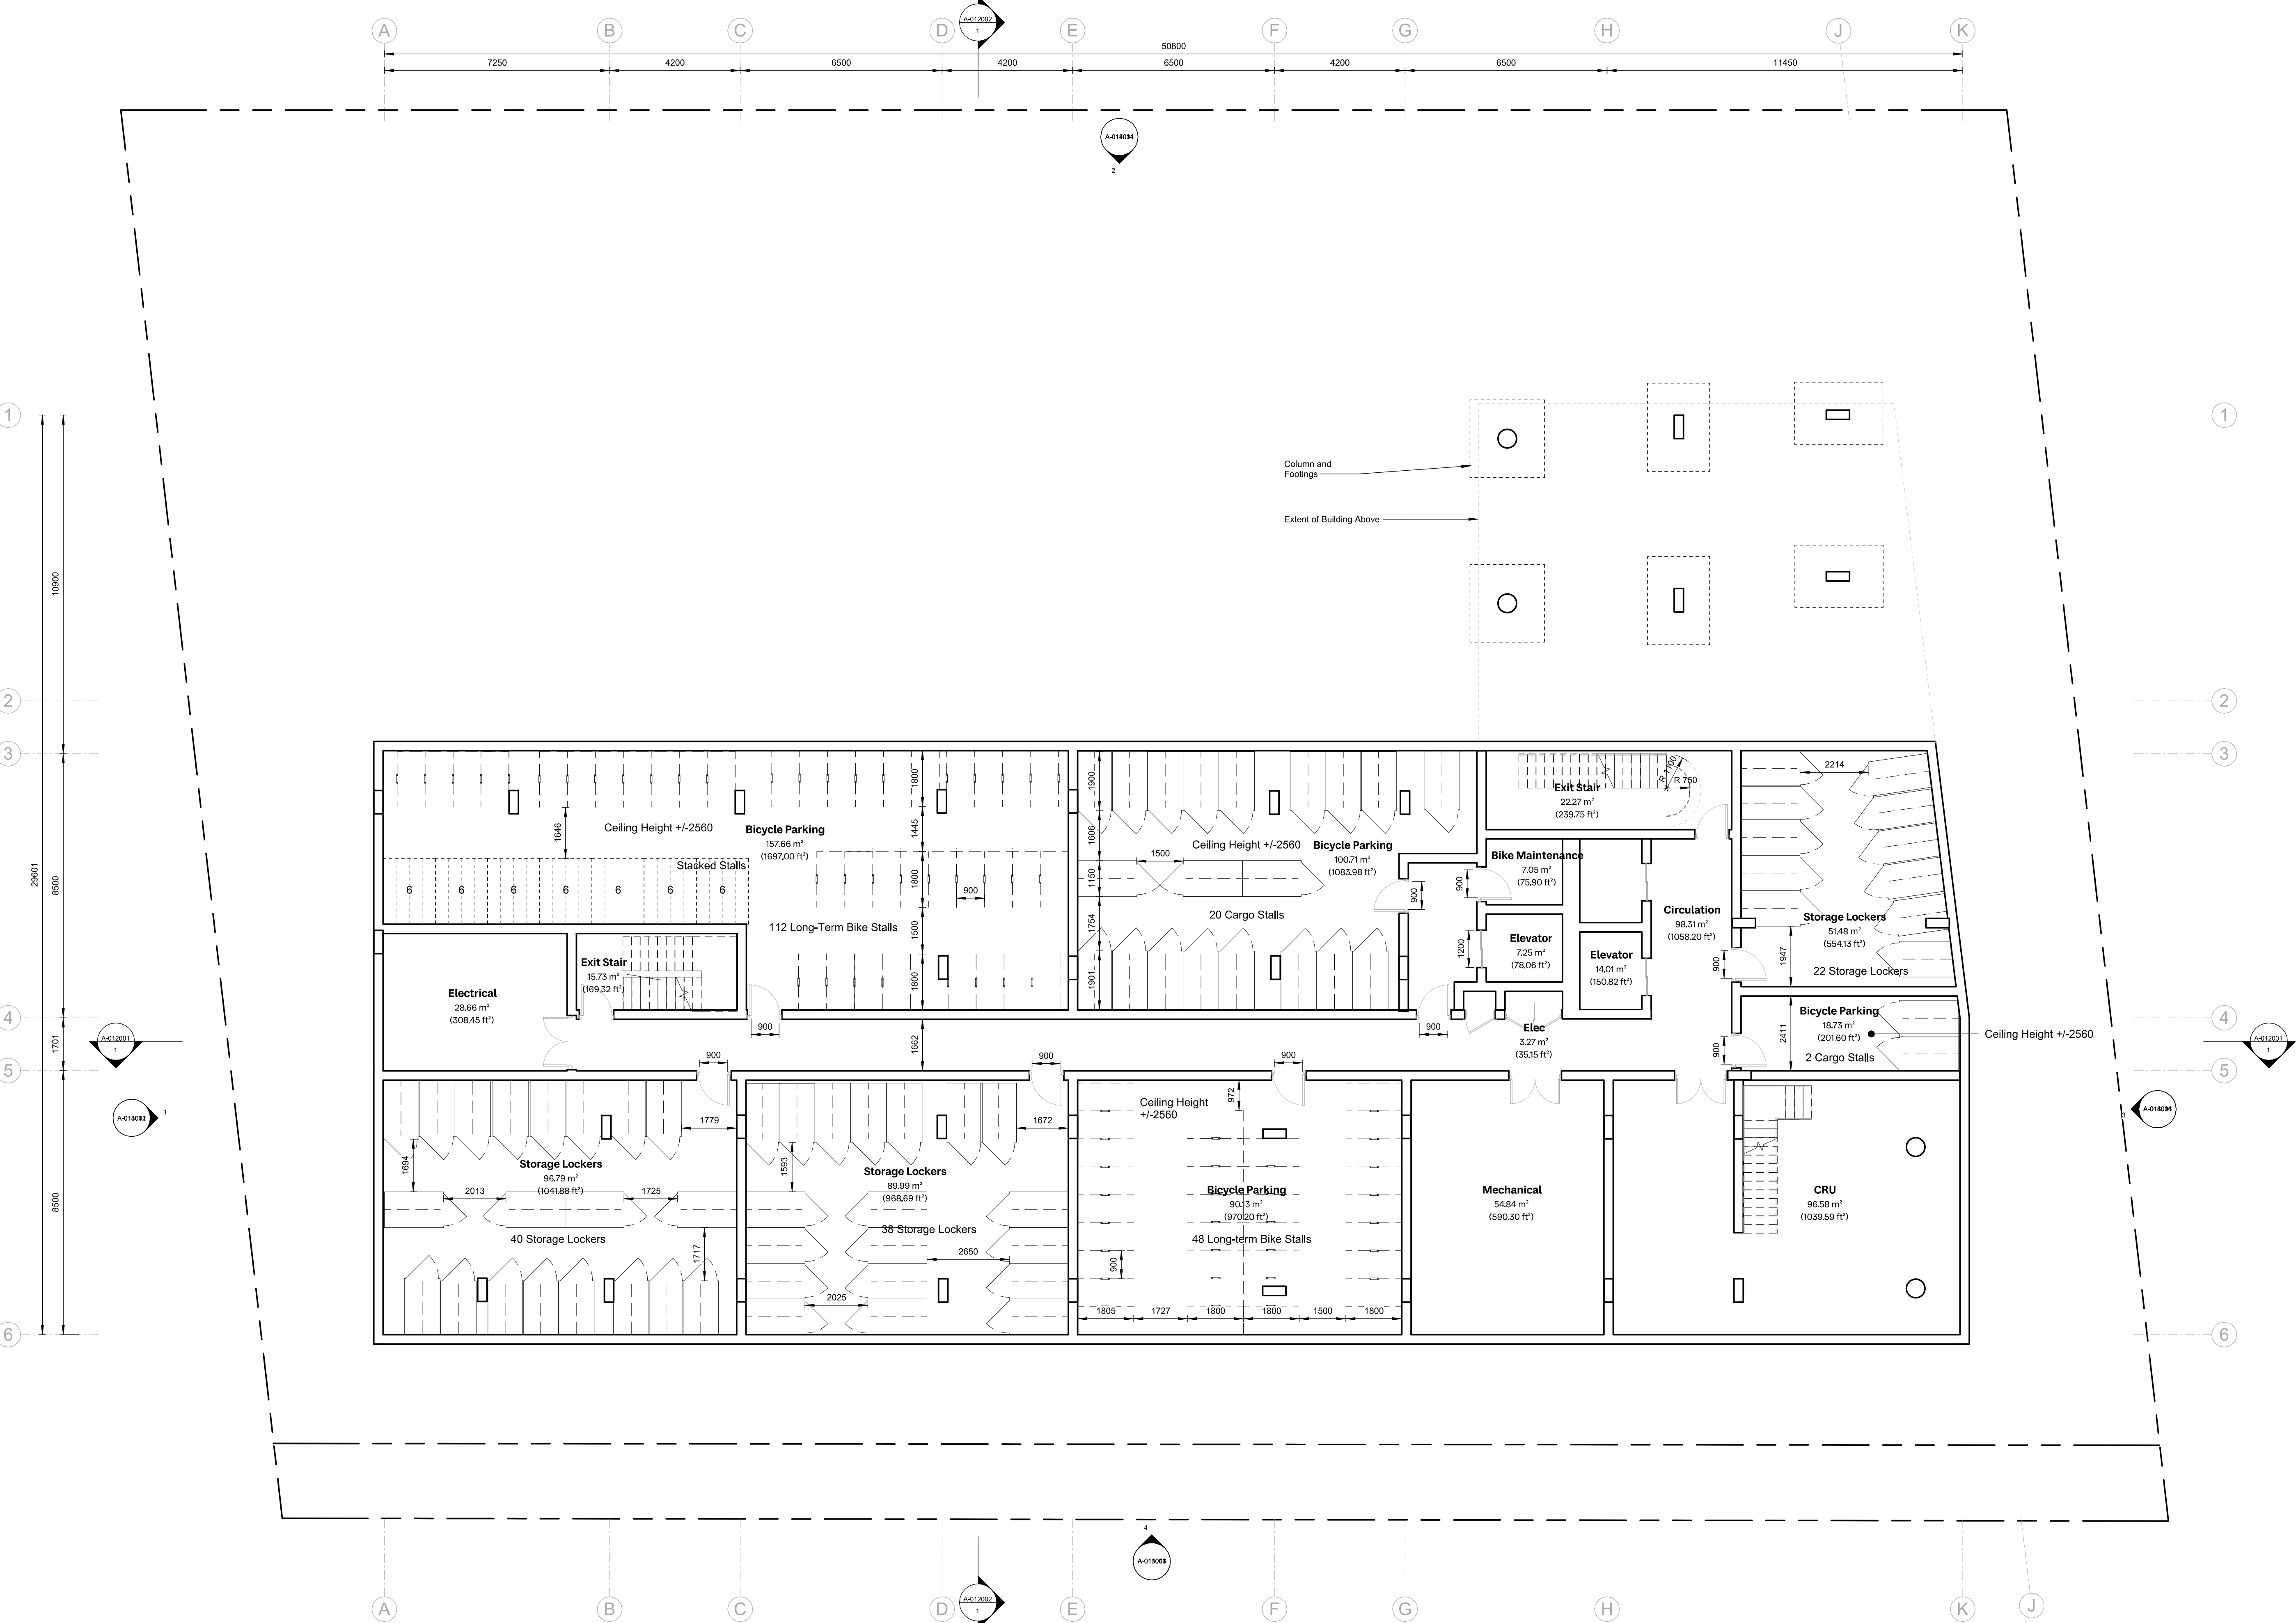 A-012002
1
A B C D E F G H J K
50800
7250 4200 6500 4200 6500 4200 6500 11450
2
1 1
Column and
Footings
Extent of Building Above
10900
29601
2 2
3 3
1800
1900
2214
R 1100
R 750
Exit Stair
22.27 m²
(239.75 ft²)
1646
Ceiling Height +/-2560
Bicycle Parking
157.66 m²
(1697.00 ft²)
1445
1606
Ceiling Height +/-2560
Bicycle Parking
100.71 m²
(1083.98 ft²)
Bike Maintenance
7.05 m²
(75.90 ft²)
Stacked Stalls
8500
6 6 6 6 6 6 6
1800
900
1500
1150
900
900
112 Long-Term Bike Stalls
1500
20 Cargo Stalls
1754
Circulation
98.31 m²
(1058.20 ft²)
Storage Lockers
51.48 m²
(554.13 ft²)
22 Storage Lockers
1947
900
Elevator
7.25 m²
(78.06 ft²)
1200
Elevator
14.01 m²
(150.82 ft²)
Exit Stair
15.73 m²
(169.32 ft²)
Electrical
28.66 m²
(308.45 ft²)
1800
1901
4 4
Bicycle Parking
18.73 m²
(201.60 ft²)
2 Cargo Stalls
2411
900
Ceiling Height +/-2560
Elec
3.27 m²
(35.15 ft²)
900
900
1701
1662
A-012001
1
A-012001
1
5 5
900
900
900
1
3
1779
1672
972
Ceiling Height
+/-2560
1694
Storage Lockers
96.79 m²
(1041.88 ft²)
2013
1725
40 Storage Lockers
1717
1593
Storage Lockers
89.99 m²
(968.69 ft²)
38 Storage Lockers
2650
2025
8500
Bicycle Parking
90.13 m²
(970.20 ft²)
48 Long-term Bike Stalls
900
1805 1727 1800 1800 1500 1800
Mechanical
54.84 m²
(590.30 ft²)
CRU
96.58 m²
(1039.59 ft²)
6 6
4
A-012002
1
A B C D E F G H K J